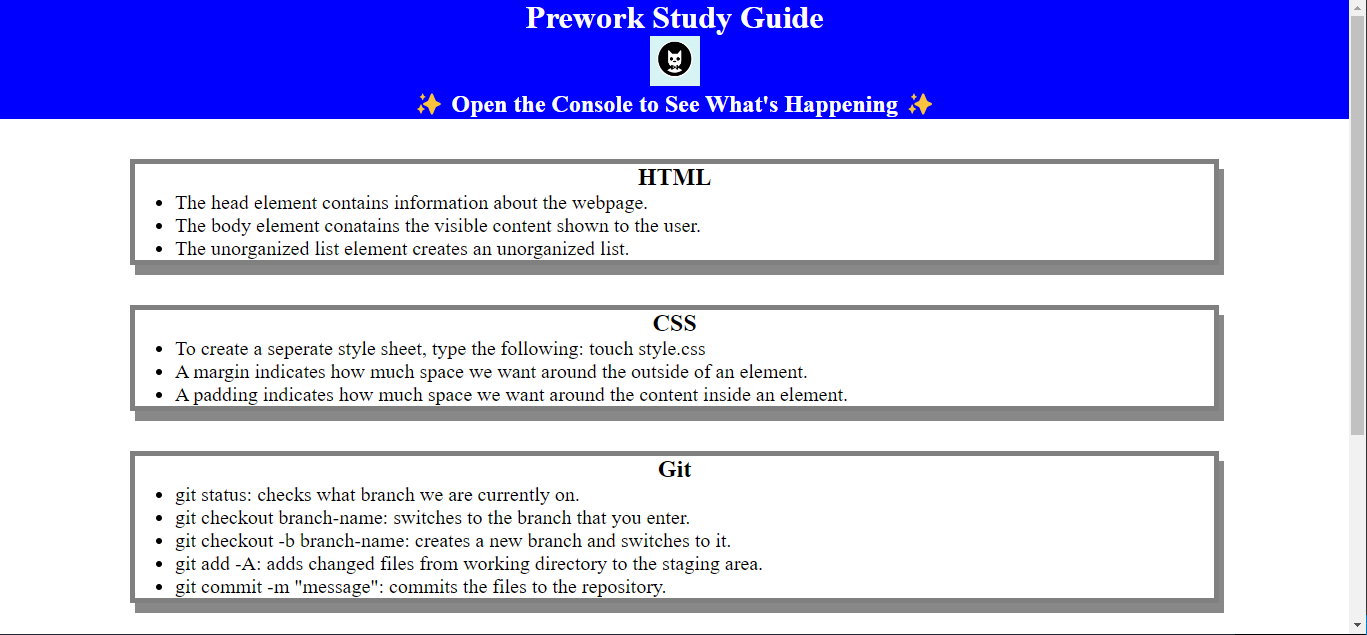 Prework Study Guide
✨ Open the Console to See What's Happening ✨
HTML
• The head element contains information about the webpage.
• The body element conatains the visible content shown to the user.
• The unorganized list element creates an unorganized list.
CSS
• To create a seperate style sheet, type the following: touch style.css
• A margin indicates how much space we want around the outside of an element.
• A padding indicates how much space we want around the content inside an element.
Git
• git status: checks what branch we are currently on.
• git checkout branch-name: switches to the branch that you enter.
• git checkout -b branch-name: creates a new branch and switches to it.
• git add -A: adds changed files from working directory to the staging area.
• git commit -m "message": commits the files to the repository.